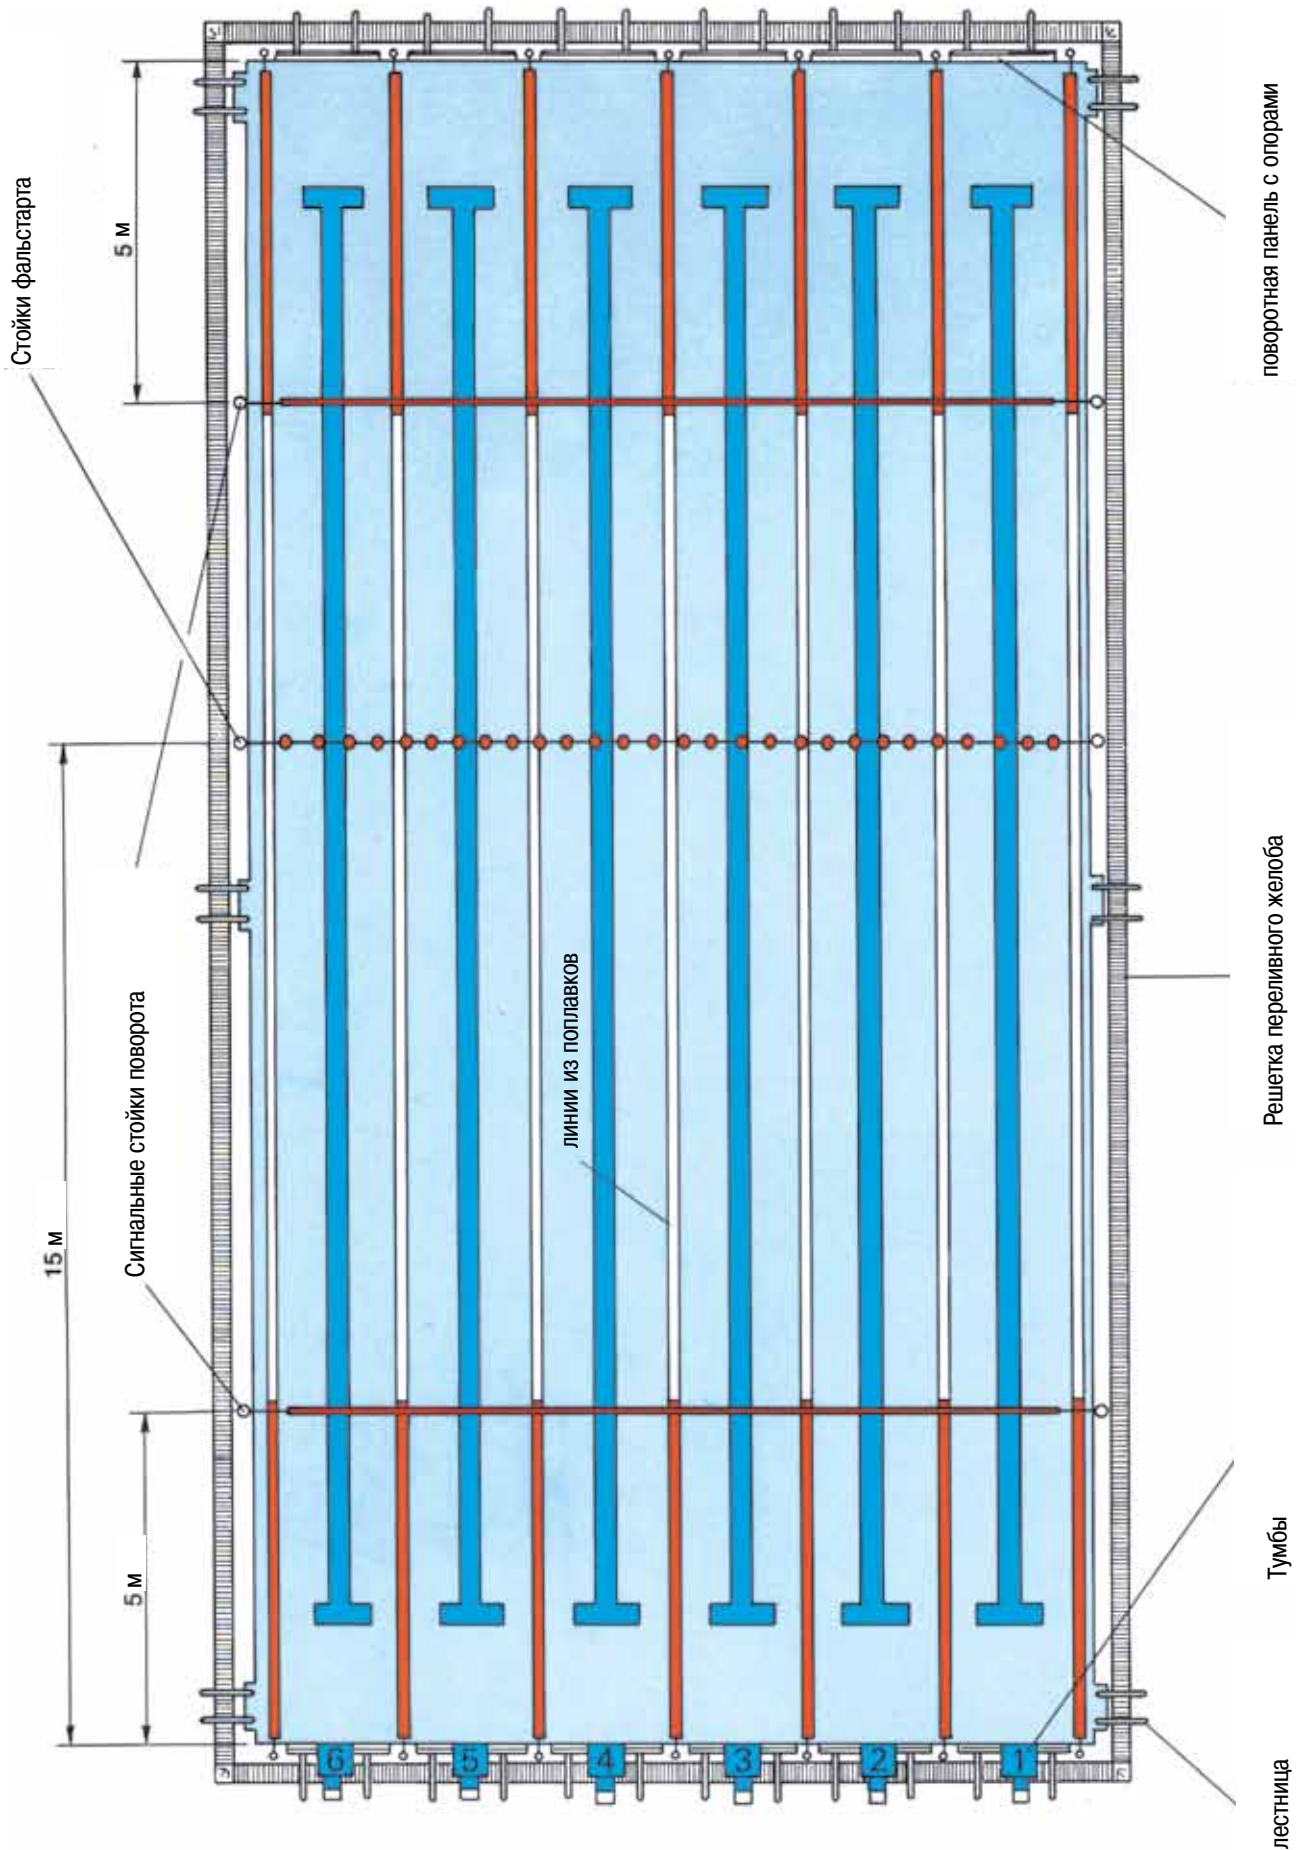 Стойки фальстарта
5 м
поворотная панель с опорами
Решетка переливного желоба
линии из поплавков
Сигнальные стойки поворота
15 м
5 м
Тумбы
лестница
6
5
4
3
2
1